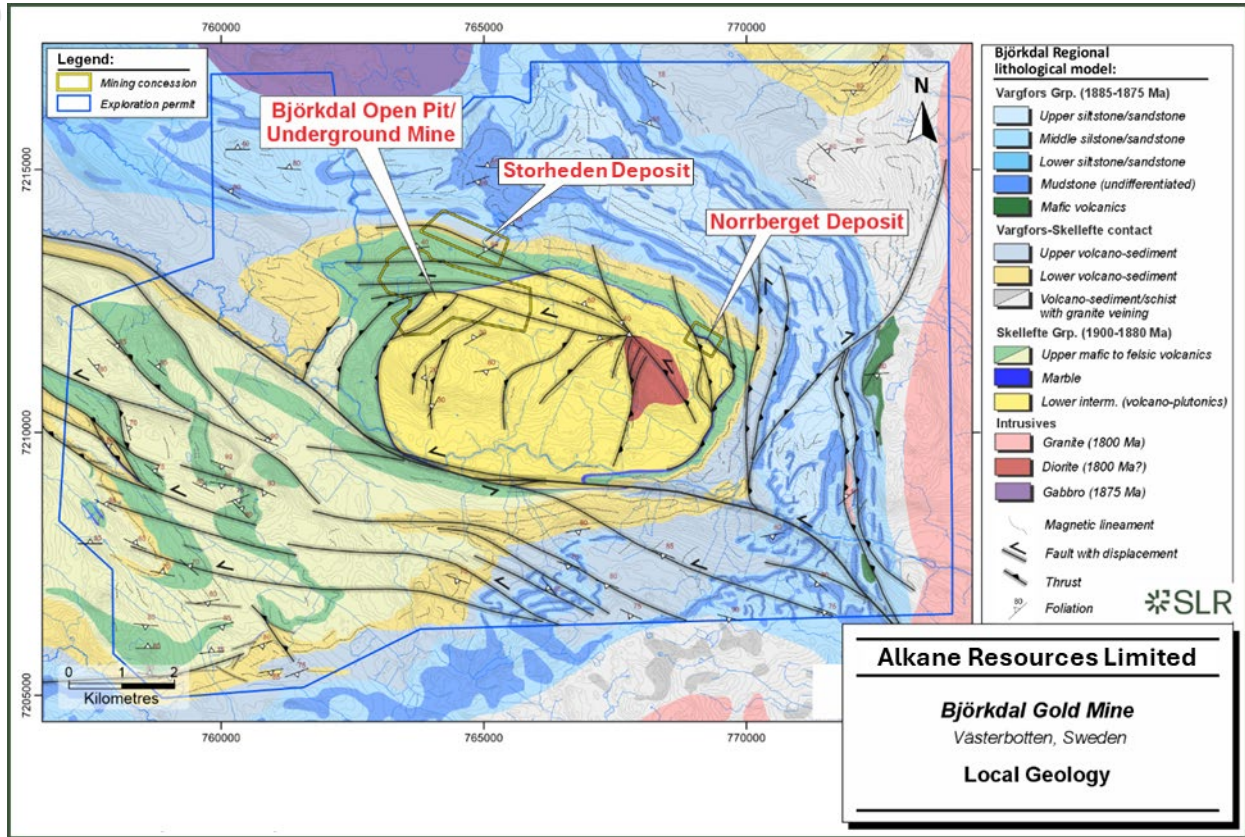 760000
765000
770000
Legend:
Mining concession
Exploration permit
Björkdal Open Pit/
Underground Mine
Storheden Deposit
Norrberget Deposit
N
7215000
7210000
7205000
0 1 2
Kilometres
760000
765000
770000
Björkdal Regional
lithological model:
Vargfors Grp. (1885-1875 Ma)
Upper siltstone/sandstone
Middle silstone/sandstone
Lower siltstone/sandstone
Mudstone (undifferentiated)
Mafic volcanics
Vargfors-Skellefte contact
Upper volcano-sediment
Lower volcano-sediment
Volcano-sediment/schist
with granite veining
Skellefte Grp. (1900-1880 Ma)
Upper mafic to felsic volcanics
Marble
Lower interm. (volcano-plutonics)
Intrusives
Granite (1800 Ma)
Diorite (1800 Ma?)
Gabbro (1875 Ma)
Magnetic lineament
Fault with displacement
Thrust
80
Foliation
SLR
Alkane Resources Limited
Björkdal Gold Mine
Västerbotten, Sweden
Local Geology